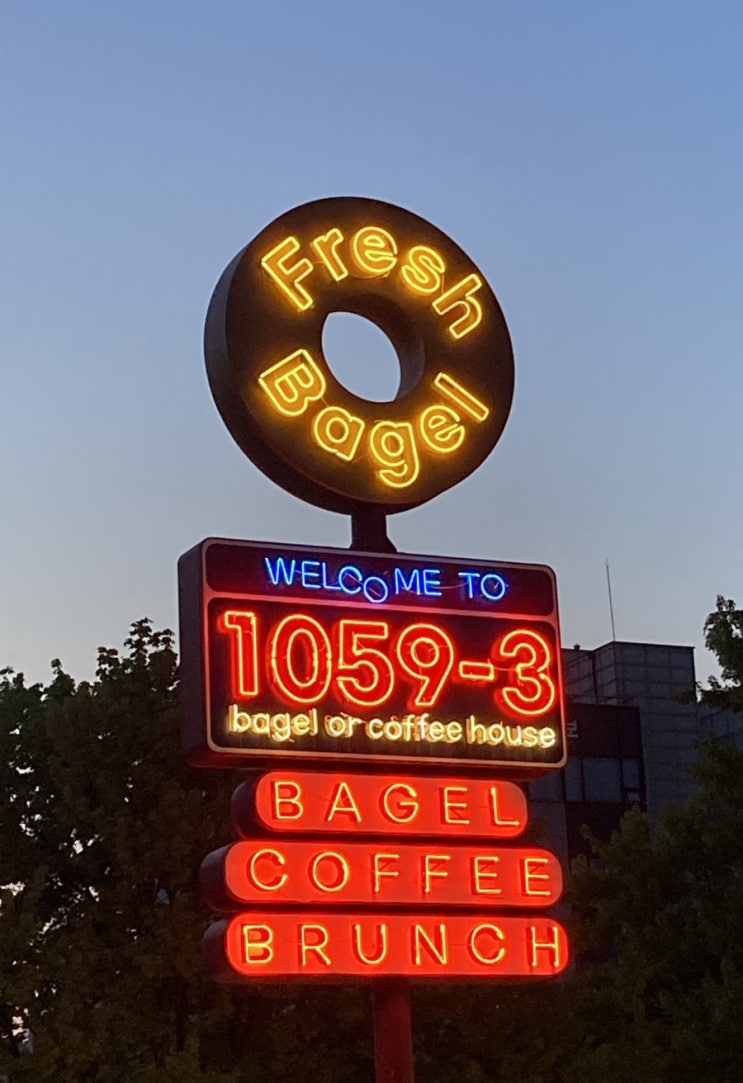 Fresh
Bagel
WELCOME TO
1059-3
bagel or coffee house
BAGEL
COFFEE
BRUNCH